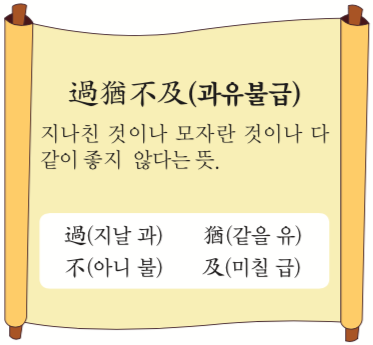 過猶不及(과유불급)
지나친 것이나 모자란 것이나 다
같이 좋지 않다는 뜻.
過(지날 과) 猶(같을 유)
不(아니 불) 及(미칠 급)